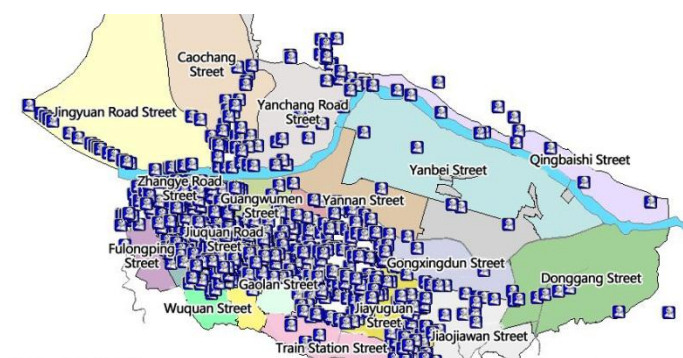 Caochang
Street
Jingyuan Road Street
Yanchang Road
Street
Qingbaishi Street
Yanbei Street
Zhangye Road
Street
Guangwumen
Street
Yannan Street
Jiuquan Road
Street
Fulongping
Street
Gongxingdun Street
Gaolan Street
Donggang Street
Wuquan Street
Jiayuguan
Street
Jiaojiawan Street
Train Station Street